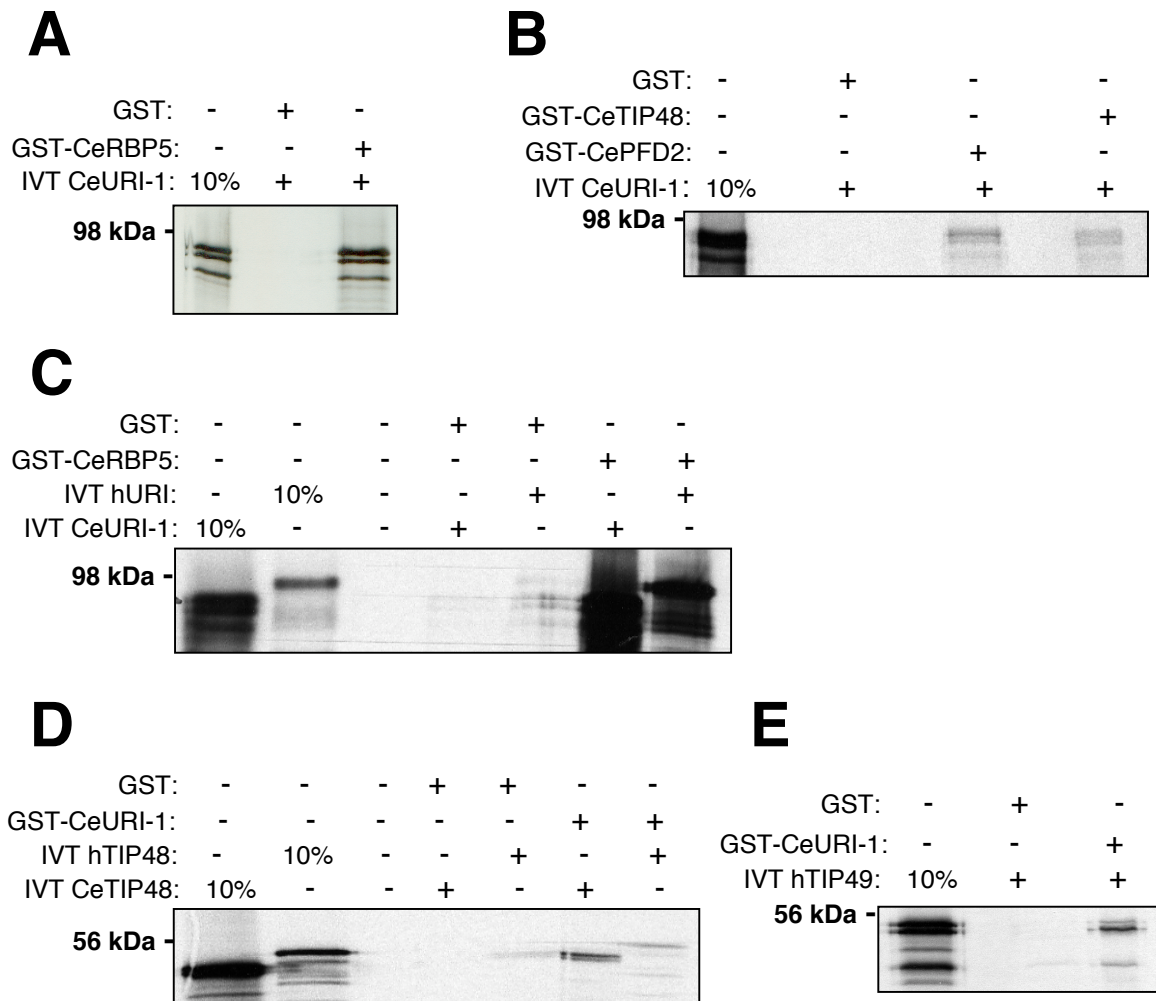 A
GST: - + -
GST-CeRBP5: - - +
IVT CeURI-1: 10% + +
98 kDa -
B
GST: - + - -
GST-CeTIP48: - - - +
GST-CePFD2: - - + -
IVT CeURI-1: 10% + + +
98 kDa -
C
GST: - - - + + - -
GST-CeRBP5: - - - - - + +
IVT hURI: - 10% - - + - +
IVT CeURI-1: 10% - - + - + -
98 kDa -
D
GST: - - - + + - -
GST-CeURI-1: - - - - - + +
IVT hTIP48: - 10% - - + - +
IVT CeTIP48: 10% - - + - + -
56 kDa -
E
GST: - + -
GST-CeURI-1: - - +
IVT hTIP49: 10% + +
56 kDa -